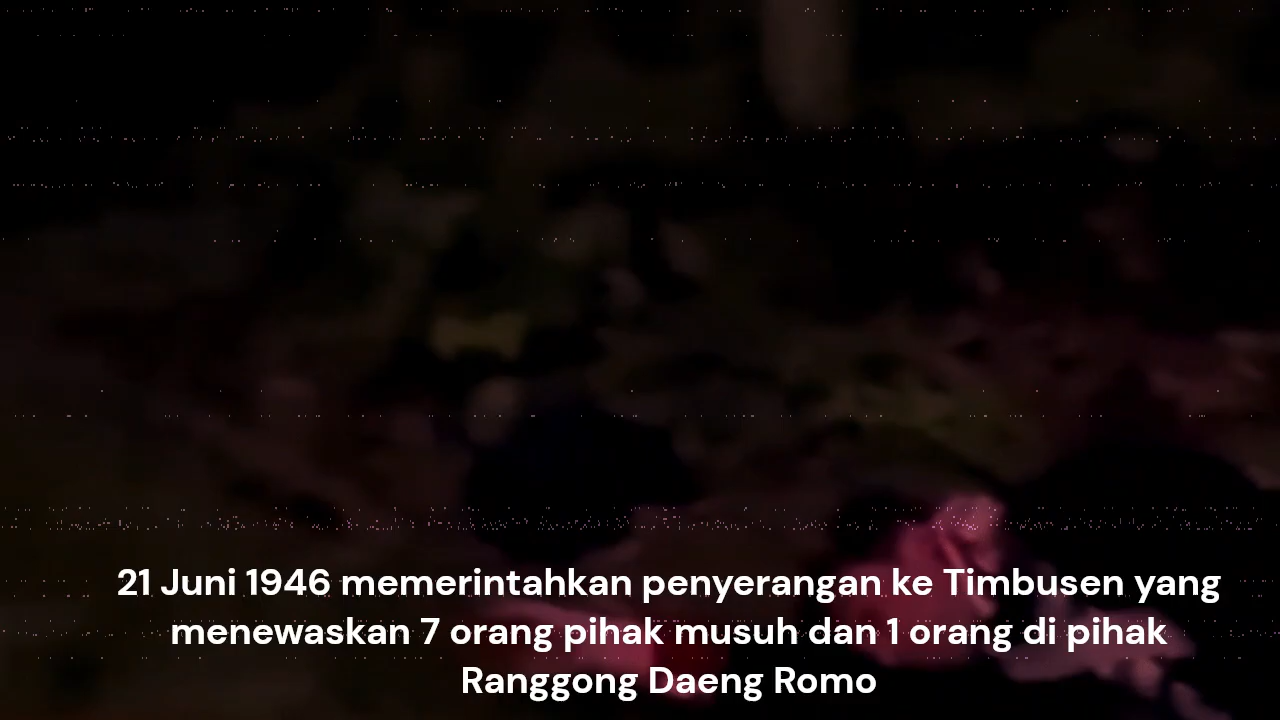 21 Juni 1946 memerintahkan penyerangan ke Timbusen yang
menewaskan 7 orang pihak musuh dan 1 orang di pihak
Ranggong Daeng Romo